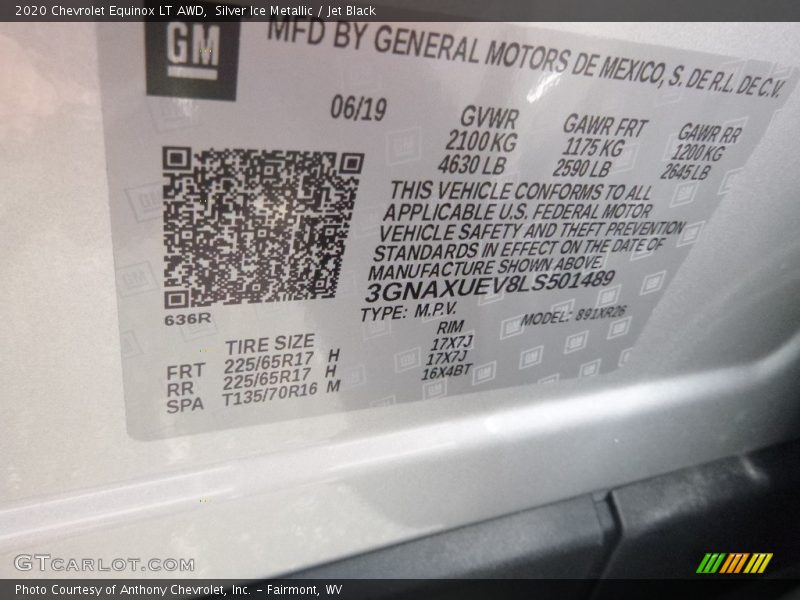 2020 Chevrolet Equinox LT AWD, Silver Ice Metallic / Jet Black
GM
MFD BY GENERAL MOTORS DE MEXICO, S. DE R.L. DE C.V.
06/19
GVWR GAWR FRT GAWR RR
2100 KG 1175 KG 1200 KG
4630 LB 2590 LB 2645 LB
THIS VEHICLE CONFORMS TO ALL
APPLICABLE U.S. FEDERAL MOTOR
VEHICLE SAFETY AND THEFT PREVENTION
STANDARDS IN EFFECT ON THE DATE OF
MANUFACTURE SHOWN ABOVE.
3GNAXUEV8LS501489
TYPE: M.P.V. MODEL: 891XR26
636R
TIRE SIZE RIM
FRT 225/65R17 H 17X7J
RR 225/65R17 H 17X7J
SPA T135/70R16 M 16X4BT
GTCARLOT.COM
Photo Courtesy of Anthony Chevrolet, Inc. – Fairmont, WV